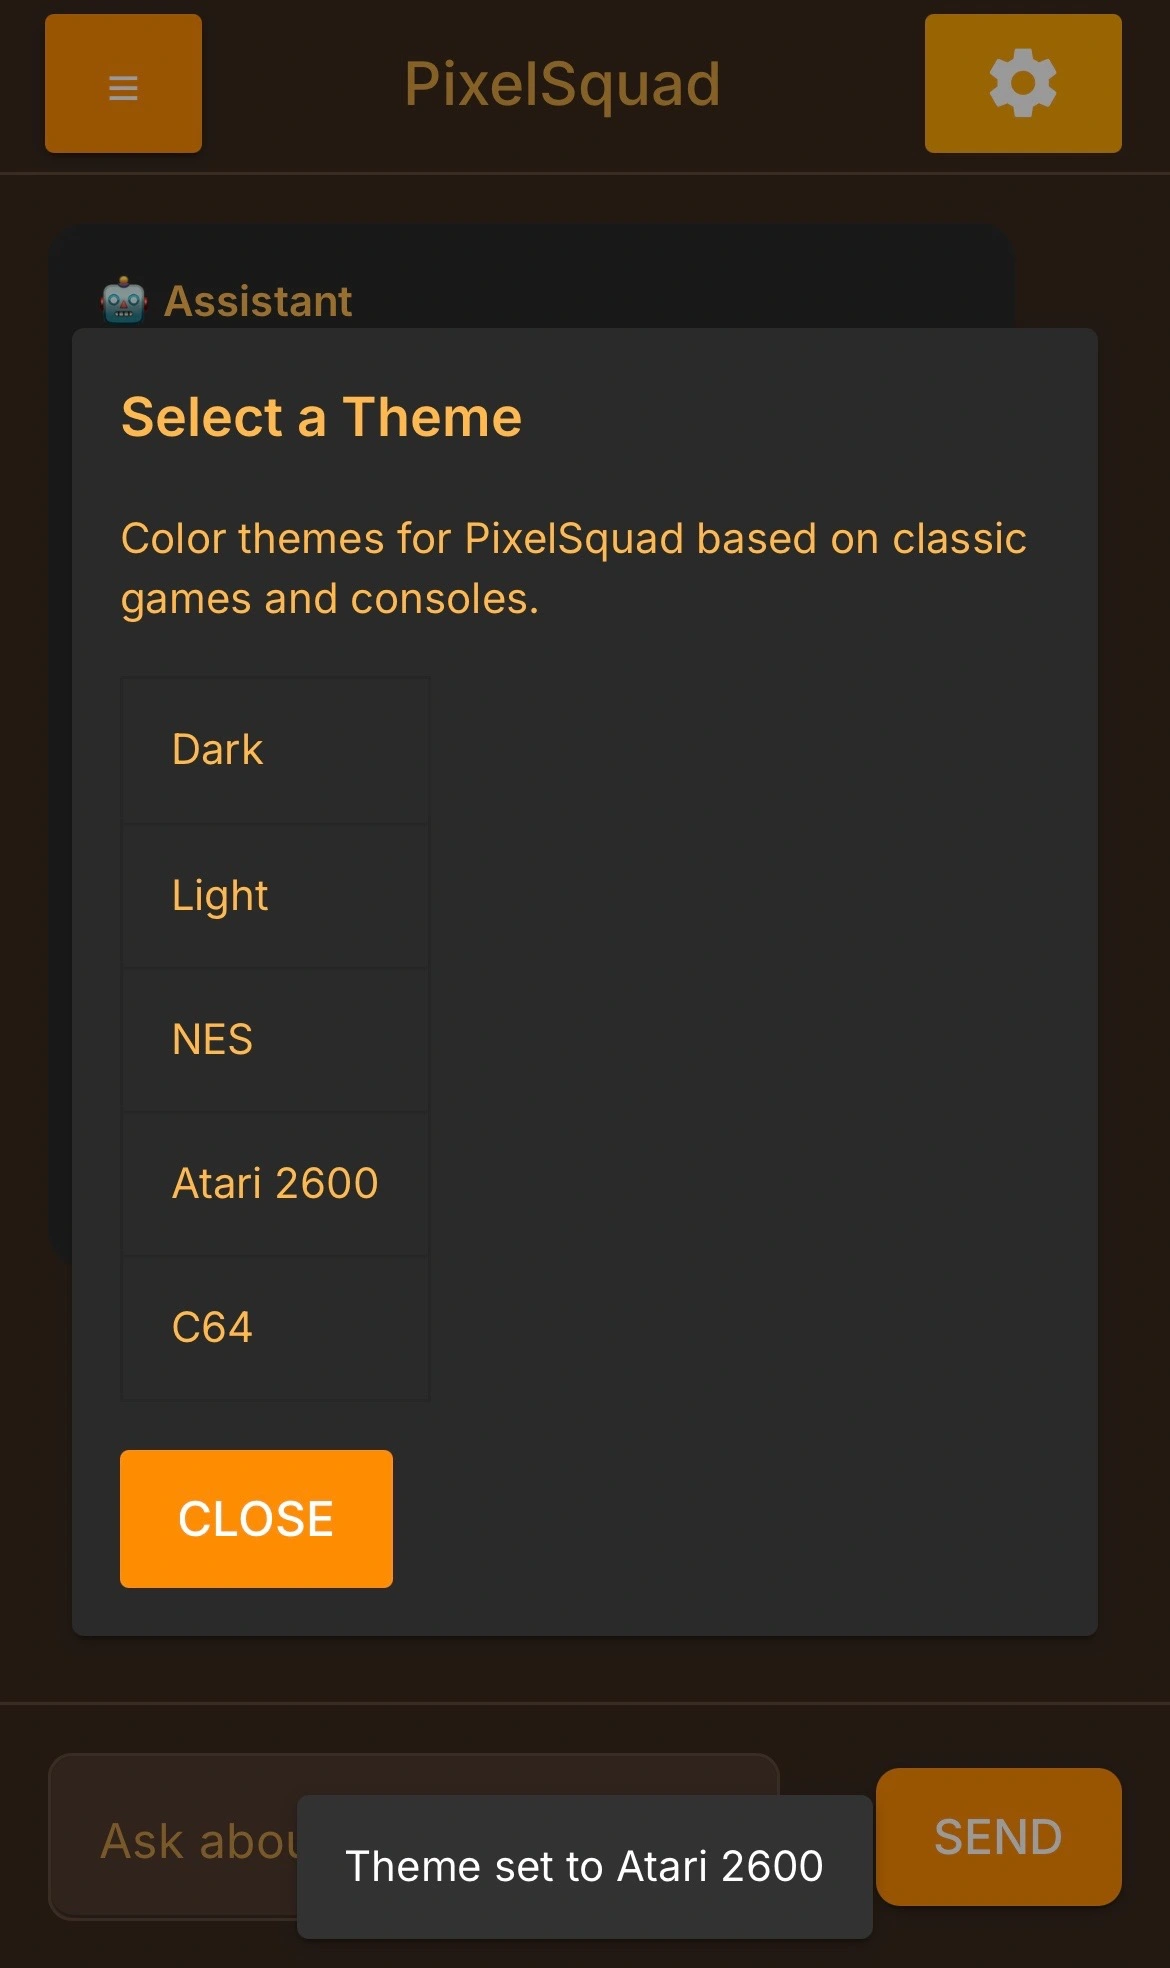 PixelSquad
Assistant
Select a Theme
Color themes for PixelSquad based on classic
games and consoles.
Dark
Light
NES
Atari 2600
C64
CLOSE
Ask
SEND
Theme set to Atari 2600